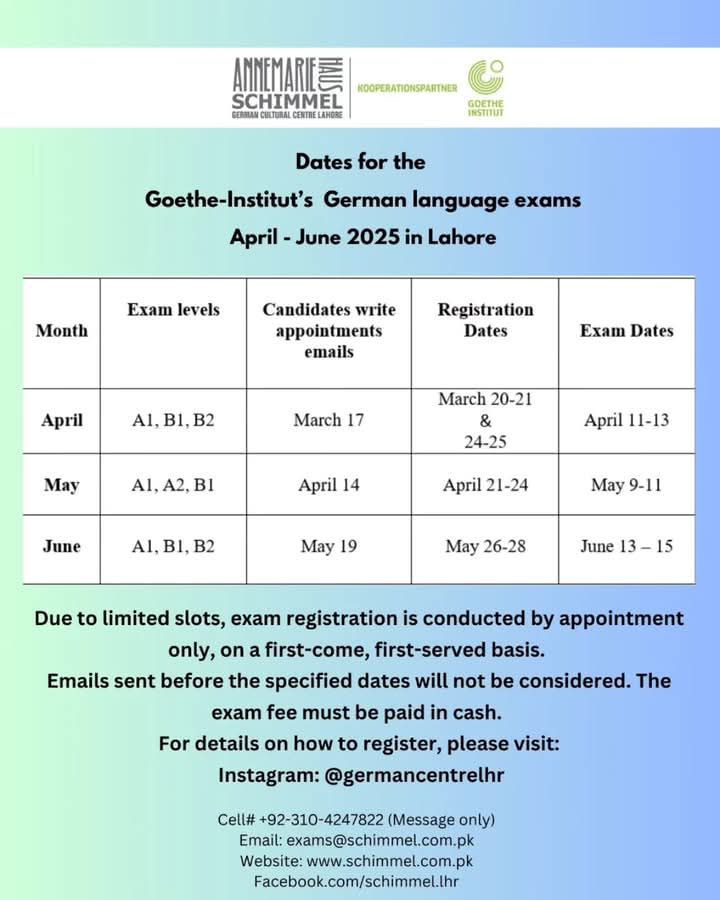 ANNEMARIE
HAUS
SCHIMMEL
GERMAN CULTURAL CENTRE LAHORE
KOOPERATIONSPARTNER
GOETHE
INSTITUT
Dates for the
Goethe-Institut's German language exams
April - June 2025 in Lahore
Month | Exam levels | Candidates write appointments emails | Registration Dates | Exam Dates
April | A1, B1, B2 | March 17 | March 20-21 & 24-25 | April 11-13
May | A1, A2, B1 | April 14 | April 21-24 | May 9-11
June | A1, B1, B2 | May 19 | May 26-28 | June 13 – 15
Due to limited slots, exam registration is conducted by appointment
only, on a first-come, first-served basis.
Emails sent before the specified dates will not be considered. The
exam fee must be paid in cash.
For details on how to register, please visit:
Instagram: @germancentrelhr
Cell# +92-310-4247822 (Message only)
Email: exams@schimmel.com.pk
Website: www.schimmel.com.pk
Facebook.com/schimmel.lhr